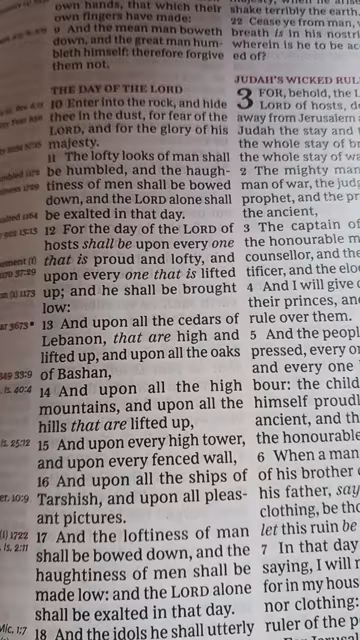 own hands, that which their
own fingers have made:
9 And the mean man boweth
down, and the great man hum-
bleth himself: therefore forgive
them not.
THE DAY OF THE LORD
10 Enter into the rock, and hide
thee in the dust, for fear of the
LORD, and for the glory of his
majesty.
11 The lofty looks of man shall
be humbled, and the haugh-
tiness of men shall be bowed
down, and the LORD alone shall
be exalted in that day.
12 For the day of the LORD of
hosts shall be upon every one
that is proud and lofty, and
upon every one that is lifted
up; and he shall be brought
low:
13 And upon all the cedars of
Lebanon, that are high and
lifted up, and upon all the oaks
of Bashan,
14 And upon all the high
mountains, and upon all the
hills that are lifted up,
15 And upon every high tower,
and upon every fenced wall,
16 And upon all the ships of
Tarshish, and upon all pleas-
ant pictures.
17 And the loftiness of man
shall be bowed down, and the
haughtiness of men shall be
made low: and the LORD alone
shall be exalted in that day.
18 And the idols he shall utterly
shake terribly the earth.
22 Cease ye from man,
breath is in his nostri
wherein is he to be ac
ed of?
JUDAH'S WICKED RUL
3 FOR, behold, the L
LORD of hosts, d
away from Jerusalem
Judah the stay and
the whole stay of br
the whole stay of wa
2 The mighty man
man of war, the judg
prophet, and the pr
the ancient,
3 The captain of
the honourable m
counsellor, and the
tificer, and the elo
4 And I will give
their princes, an
rule over them.
5 And the peopl
pressed, every o
and every one
bour: the child
himself proudl
ancient, and th
the honourable
6 When a man
of his brother
his father, say
clothing, be tho
let this ruin be
7 In that day
saying, I will n
for in my hous
nor clothing:
ruler of the p